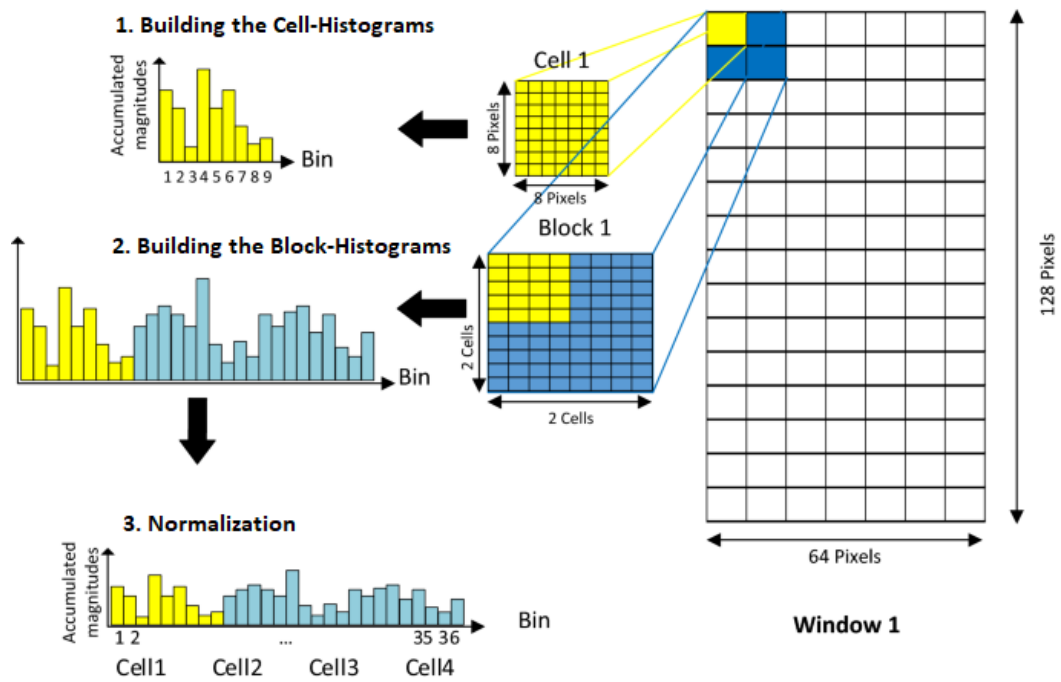 1. Building the Cell-Histograms
Accumulated
magnitudes
Bin
1 2 3 4 5 6 7 8 9
Cell 1
8 Pixels
8 Pixels
2. Building the Block-Histograms
Bin
Block 1
2 Cells
2 Cells
128 Pixels
64 Pixels
Window 1
3. Normalization
Accumulated
magnitudes
Bin
1 2 ... 35 36
Cell1 Cell2 Cell3 Cell4